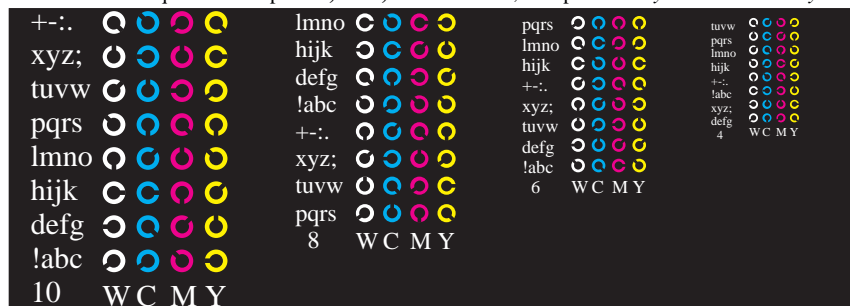 +-:.
xyz;
tuvw
pqrs
lmno
hijk
defg
!abc
10 W C M Y
lmno
hijk
defg
!abc
+-:.
xyz;
tuvw
pqrs
8 W C M Y
pqrs
lmno
hijk
+-:.
xyz;
tuvw
defg
!abc
6 W C M Y
tuvw
pqrs
lmno
hijk
+-:.
!abc
xyz;
defg
4 W C M Y